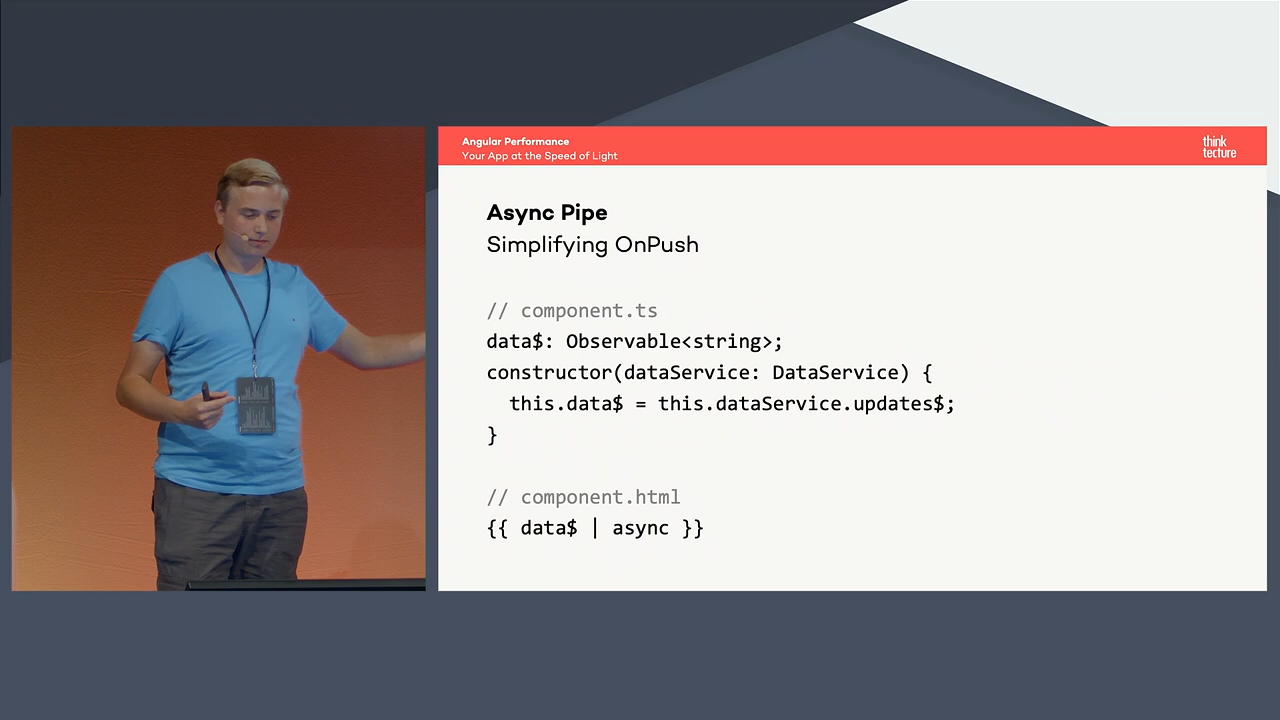 Angular Performance
Your App at the Speed of Light
think
tecture
Async Pipe
Simplifying OnPush
// component.ts
data$: Observable<string>;
constructor(dataService: DataService) {
  this.data$ = this.dataService.updates$;
}
// component.html
{{ data$ | async }}